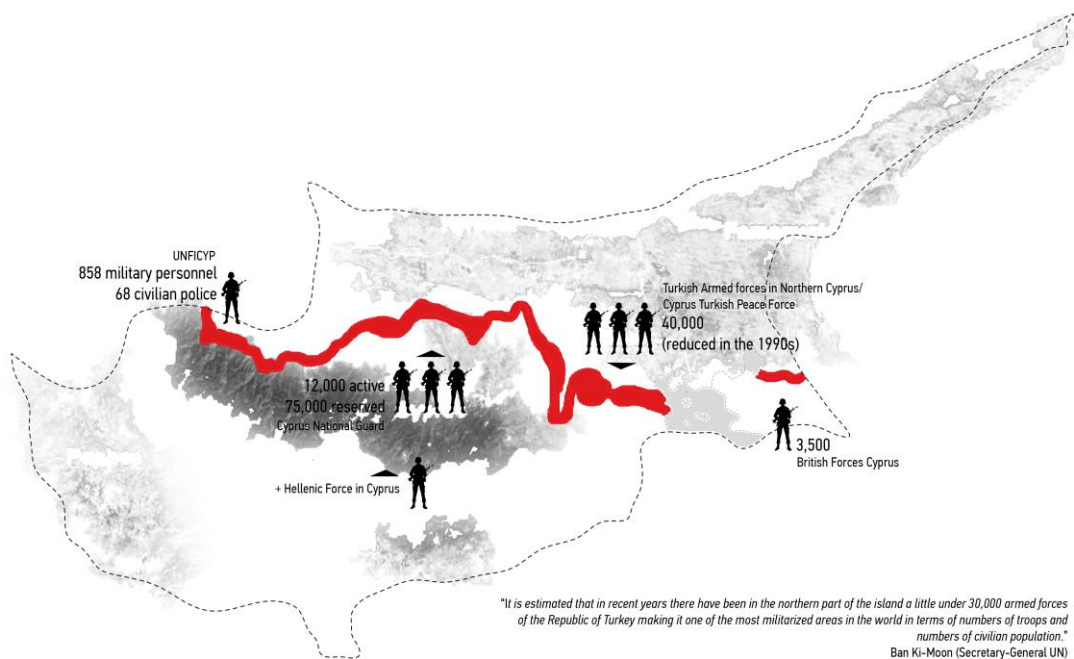 UNFICYP
858 military personnel
68 civilian police
Turkish Armed forces in Northern Cyprus/
Cyprus Turkish Peace Force
40,000
(reduced in the 1990s)
12,000 active
75,000 reserved
Cyprus National Guard
3,500
British Forces Cyprus
+ Hellenic Force in Cyprus
"It is estimated that in recent years there have been in the northern part of the island a little under 30,000 armed forces
of the Republic of Turkey making it one of the most militarized areas in the world in terms of numbers of troops and
numbers of civilian population."
Ban Ki-Moon (Secretary-General UN)